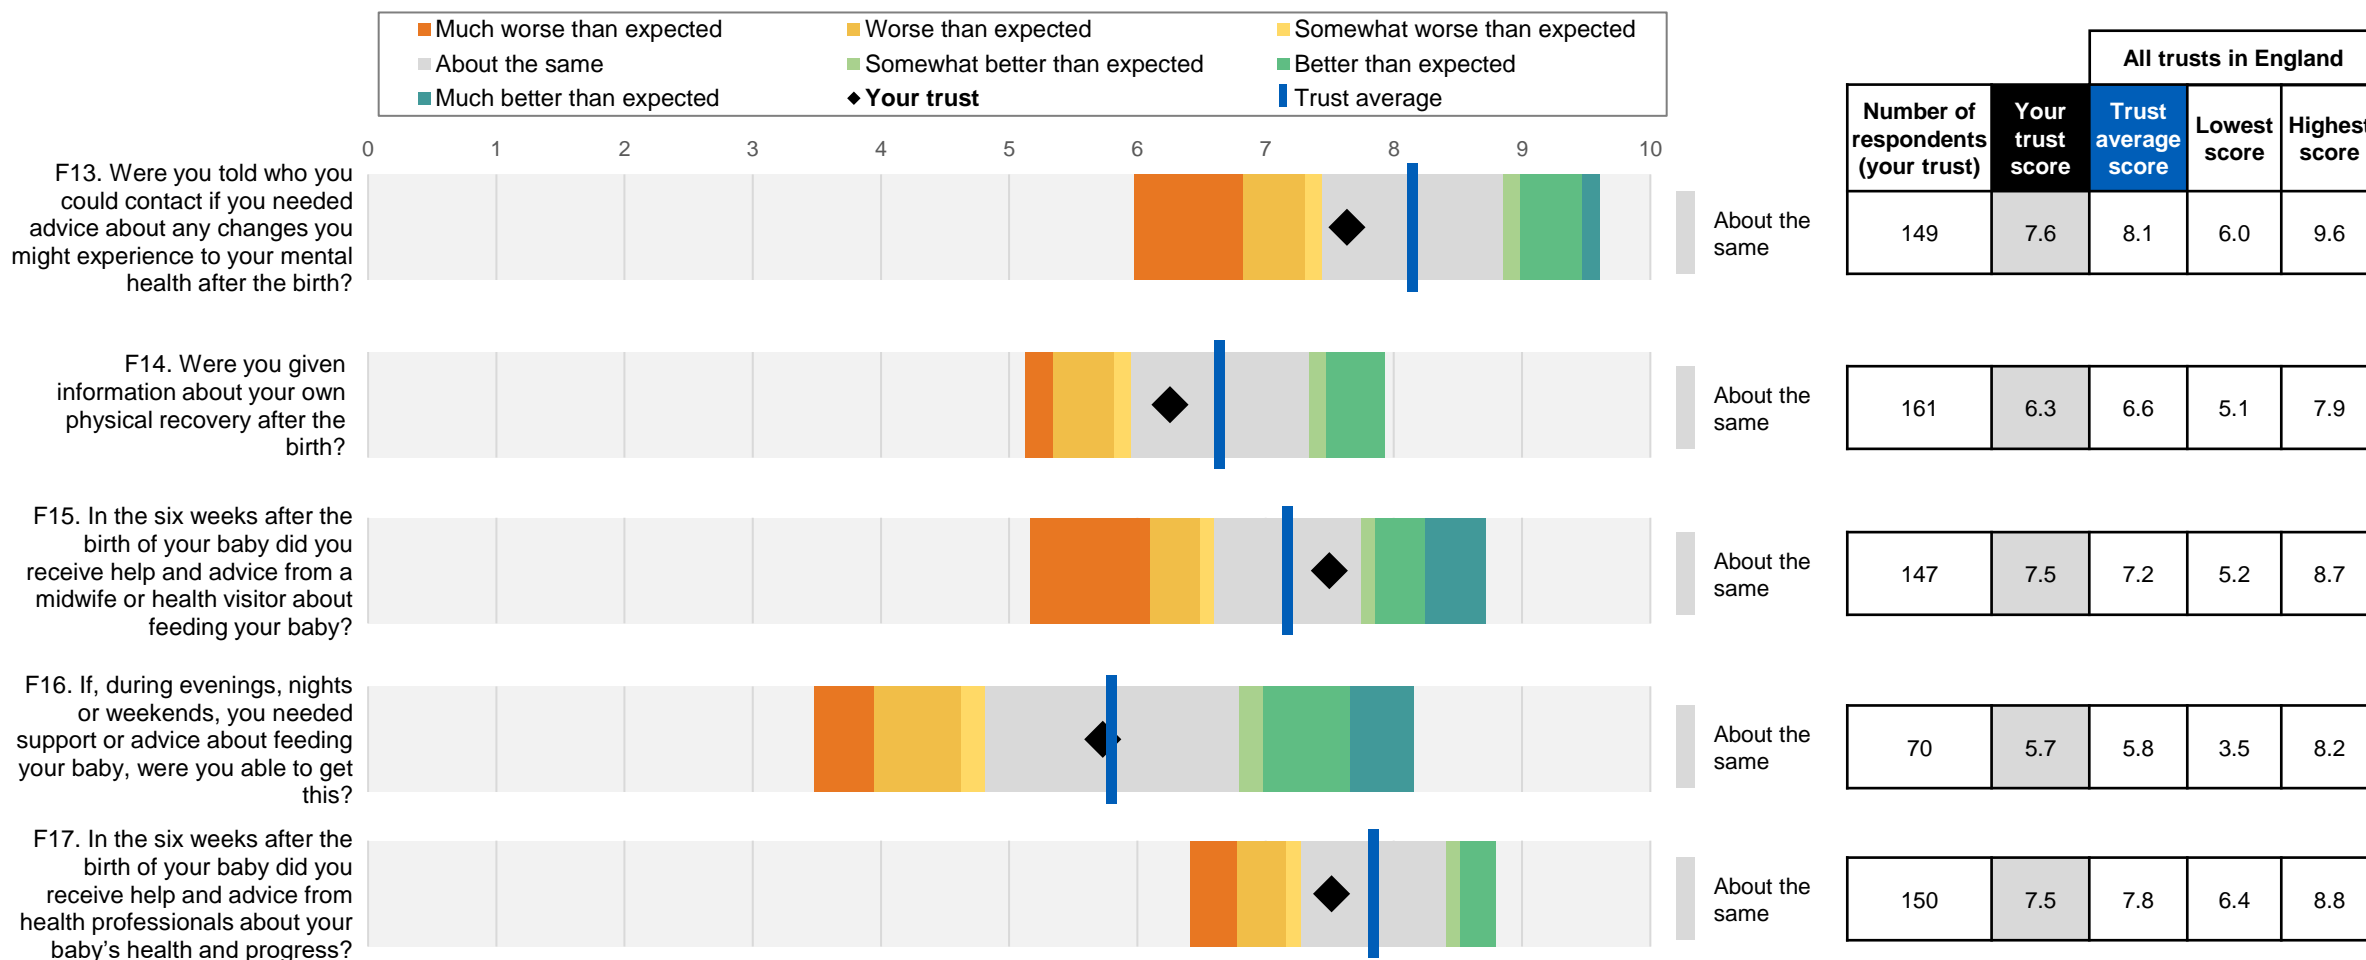 Much worse than expected
Worse than expected
Somewhat worse than expected
About the same
Somewhat better than expected
Better than expected
Much better than expected
Your trust
Trust average
All trusts in England
Number of respondents (your trust)
Your trust score
Trust average score
Lowest score
Highest score
0 1 2 3 4 5 6 7 8 9 10
F13. Were you told who you
could contact if you needed
advice about any changes you
might experience to your mental
health after the birth?
About the
same
149 7.6 8.1 6.0 9.6
F14. Were you given
information about your own
physical recovery after the
birth?
About the
same
161 6.3 6.6 5.1 7.9
F15. In the six weeks after the
birth of your baby did you
receive help and advice from a
midwife or health visitor about
feeding your baby?
About the
same
147 7.5 7.2 5.2 8.7
F16. If, during evenings, nights
or weekends, you needed
support or advice about feeding
your baby, were you able to get
this?
About the
same
70 5.7 5.8 3.5 8.2
F17. In the six weeks after the
birth of your baby did you
receive help and advice from
health professionals about your
baby’s health and progress?
About the
same
150 7.5 7.8 6.4 8.8